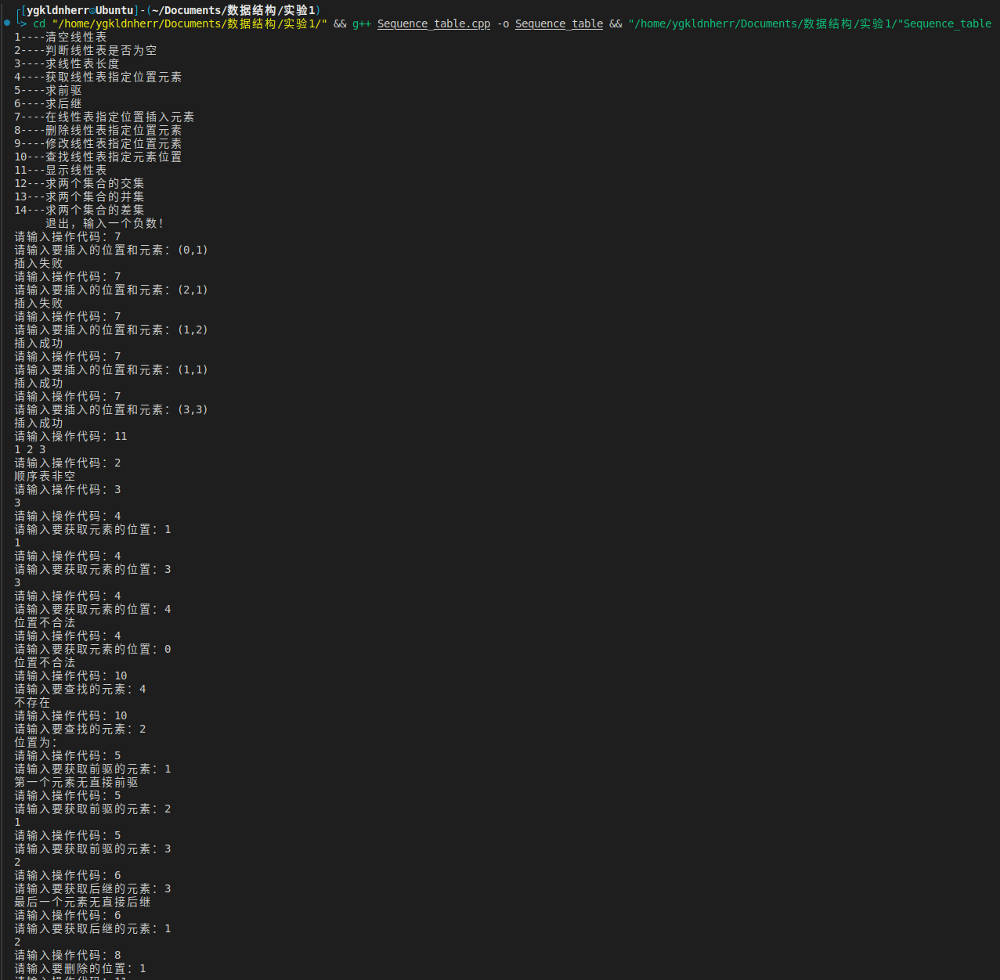 ┌[ygkldnherr☮Ubuntu]-(~/Documents/数据结构/实验1)
└> cd "/home/ygkldnherr/Documents/数据结构/实验1/" && g++ Sequence_table.cpp -o Sequence_table && "/home/ygkldnherr/Documents/数据结构/实验1/"Sequence_table
1----清空线性表
2----判断线性表是否为空
3----求线性表长度
4----获取线性表指定位置元素
5----求前驱
6----求后继
7----在线性表指定位置插入元素
8----删除线性表指定位置元素
9----修改线性表指定位置元素
10---查找线性表指定元素位置
11---显示线性表
12---求两个集合的交集
13---求两个集合的并集
14---求两个集合的差集
退出，输入一个负数！
请输入操作代码：7
请输入要插入的位置和元素：(0,1)
插入失败
请输入操作代码：7
请输入要插入的位置和元素：(2,1)
插入失败
请输入操作代码：7
请输入要插入的位置和元素：(1,2)
插入成功
请输入操作代码：7
请输入要插入的位置和元素：(1,1)
插入成功
请输入操作代码：7
请输入要插入的位置和元素：(3,3)
插入成功
请输入操作代码：11
1 2 3
请输入操作代码：2
顺序表非空
请输入操作代码：3
3
请输入操作代码：4
请输入要获取元素的位置：1
1
请输入操作代码：4
请输入要获取元素的位置：3
3
请输入操作代码：4
请输入要获取元素的位置：4
位置不合法
请输入操作代码：4
请输入要获取元素的位置：0
位置不合法
请输入操作代码：10
请输入要查找的元素：4
不存在
请输入操作代码：10
请输入要查找的元素：2
位置为：
请输入操作代码：5
请输入要获取前驱的元素：1
第一个元素无直接前驱
请输入操作代码：5
请输入要获取前驱的元素：2
1
请输入操作代码：5
请输入要获取前驱的元素：3
2
请输入操作代码：6
请输入要获取后继的元素：3
最后一个元素无直接后继
请输入操作代码：6
请输入要获取后继的元素：1
2
请输入操作代码：8
请输入要删除的位置：1
请输入操作代码：11